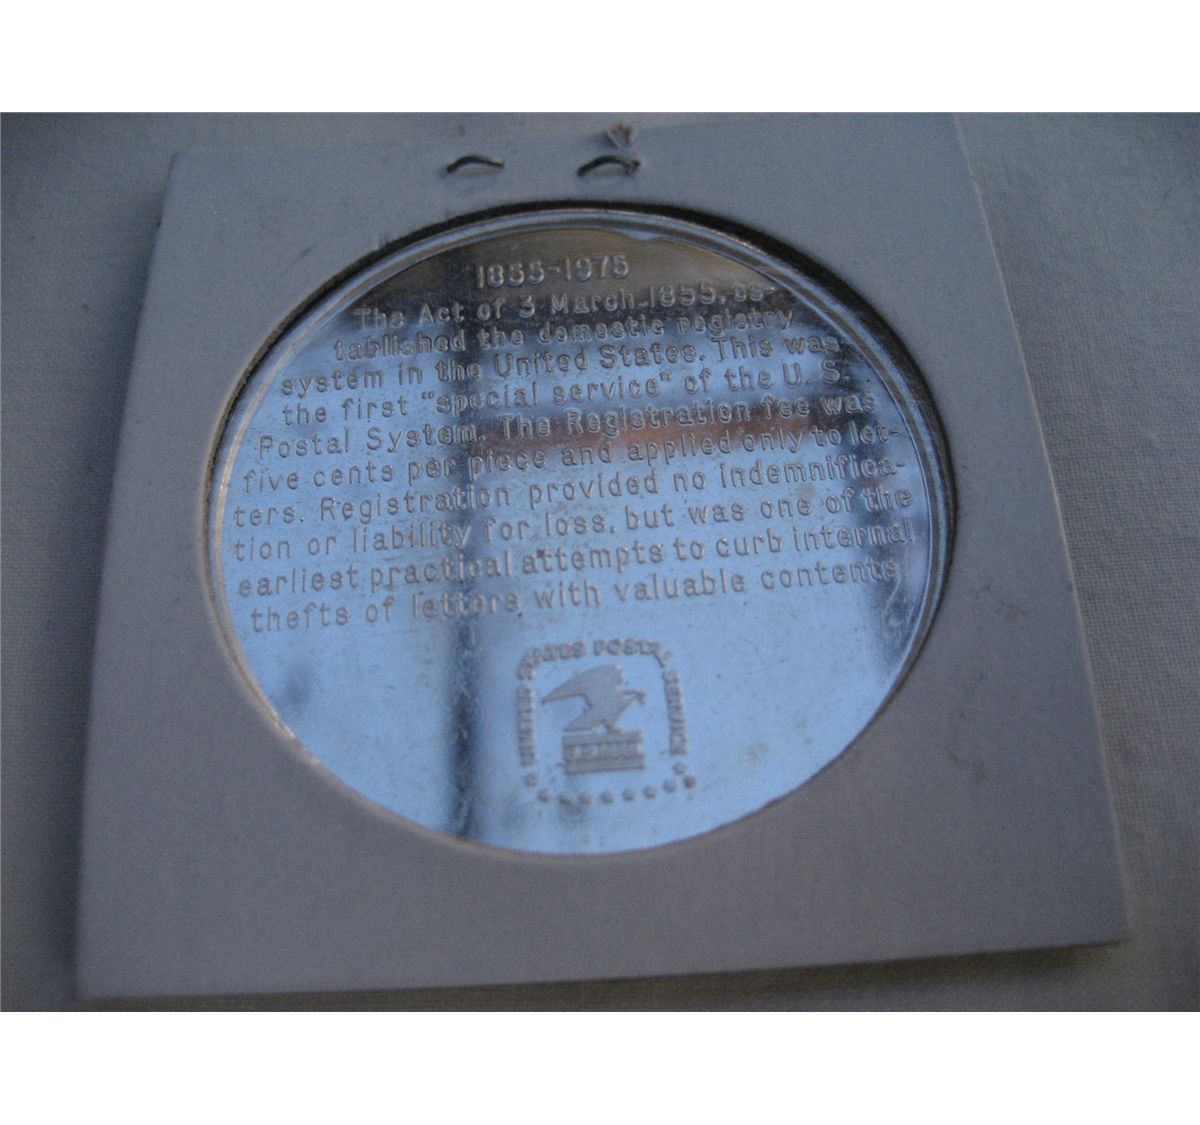 1855-1975
The Act of 3 March 1855, es-
tablished the domestic registry
system in the United States. This was
the first "special service" of the U. S.
Postal System. The Registration fee was
five cents per piece and applied only to let-
ters. Registration provided no indemnifica-
tion or liability for loss, but was one of the
earliest practical attempts to curb internal
thefts of letters with valuable contents
UNITED STATES POSTAL SERVICE